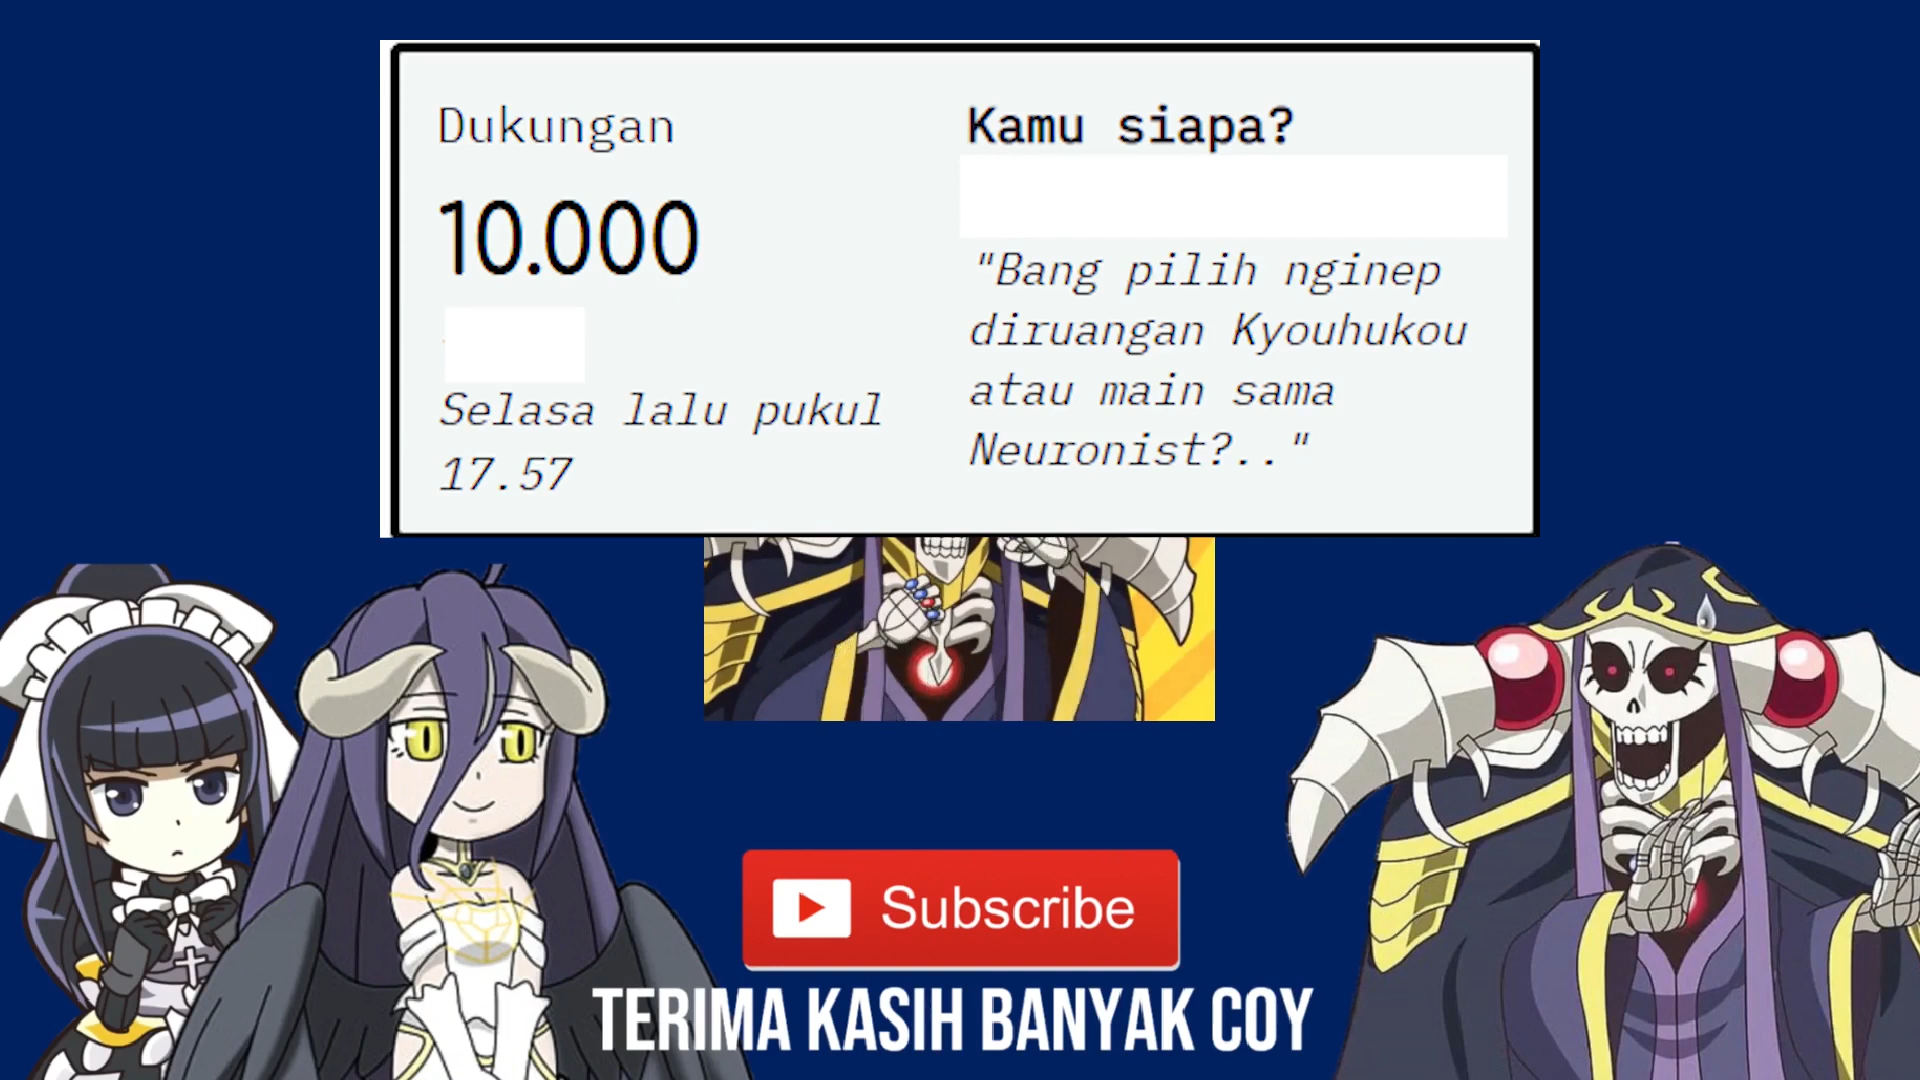 Dukungan
10.000
Selasa lalu pukul
17.57
Kamu siapa?
"Bang pilih nginep
diruangan Kyouhukou
atau main sama
Neuronist?.."
Subscribe
TERIMA KASIH BANYAK COY